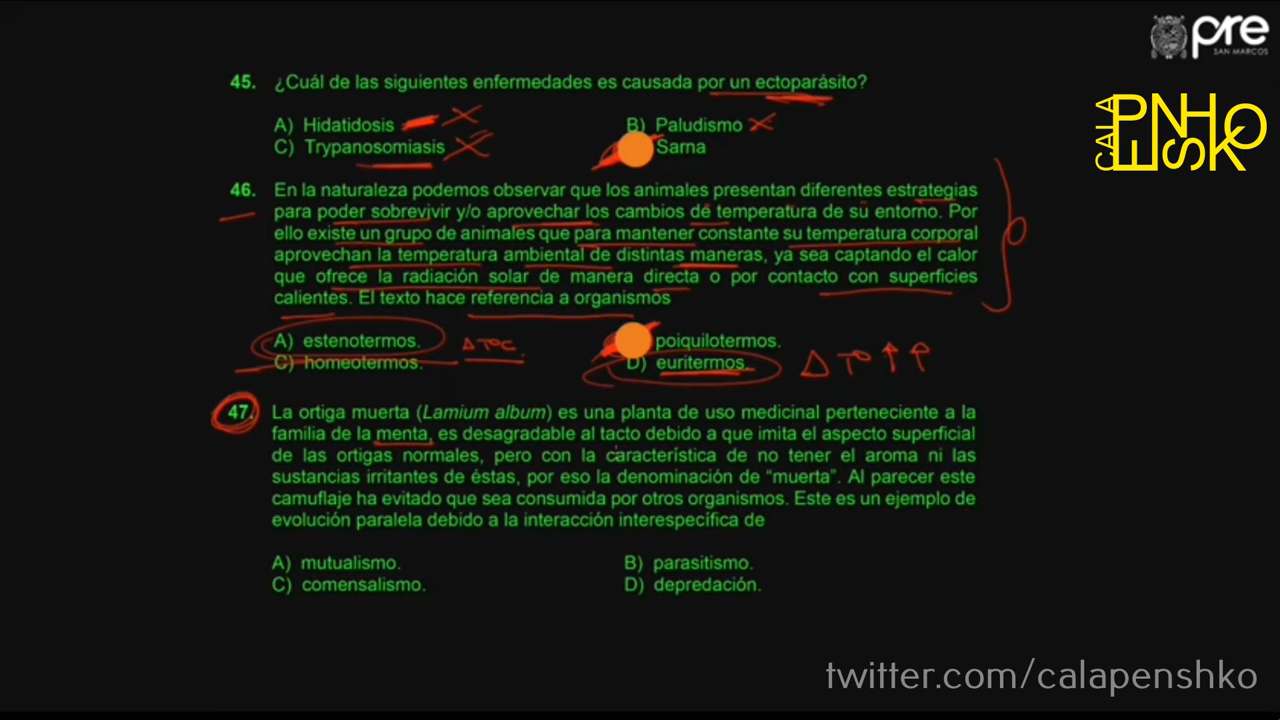 pre
SAN MARCOS
CALA
PENSHKO
45. ¿Cuál de las siguientes enfermedades es causada por un ectoparásito?
A) Hidatidosis B) Paludismo
C) Trypanosomiasis Sarna
46. En la naturaleza podemos observar que los animales presentan diferentes estrategias
para poder sobrevivir y/o aprovechar los cambios de temperatura de su entorno. Por
ello existe un grupo de animales que para mantener constante su temperatura corporal
aprovechan la temperatura ambiental de distintas maneras, ya sea captando el calor
que ofrece la radiación solar de manera directa o por contacto con superficies
calientes. El texto hace referencia a organismos
A) estenotermos. poiquilotermos.
C) homeotermos. D) euritermos.
47. La ortiga muerta (Lamium album) es una planta de uso medicinal perteneciente a la
familia de la menta, es desagradable al tacto debido a que imita el aspecto superficial
de las ortigas normales, pero con la característica de no tener el aroma ni las
sustancias irritantes de éstas, por eso la denominación de “muerta”. Al parecer este
camuflaje ha evitado que sea consumida por otros organismos. Este es un ejemplo de
evolución paralela debido a la interacción interespecífica de
A) mutualismo. B) parasitismo.
C) comensalismo. D) depredación.
twitter.com/calapenshko